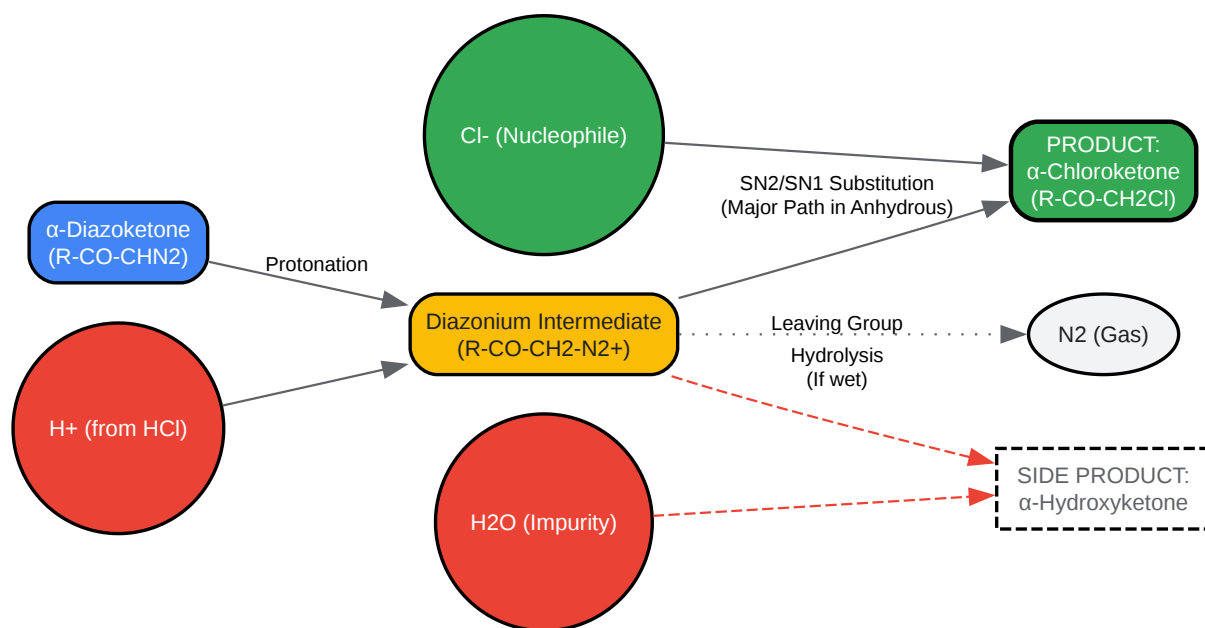 Cl- (Nucleophile)
PRODUCT:
α-Chloroketone
(R-CO-CH2Cl)
SN2/SN1 Substitution
(Major Path in Anhydrous)
α-Diazoketone
(R-CO-CHN2)
Protonation
Diazonium Intermediate
(R-CO-CH2-N2+)
Leaving Group
N2 (Gas)
Hydrolysis
(If wet)
H+ (from HCl)
H2O (Impurity)
SIDE PRODUCT:
α-Hydroxyketone